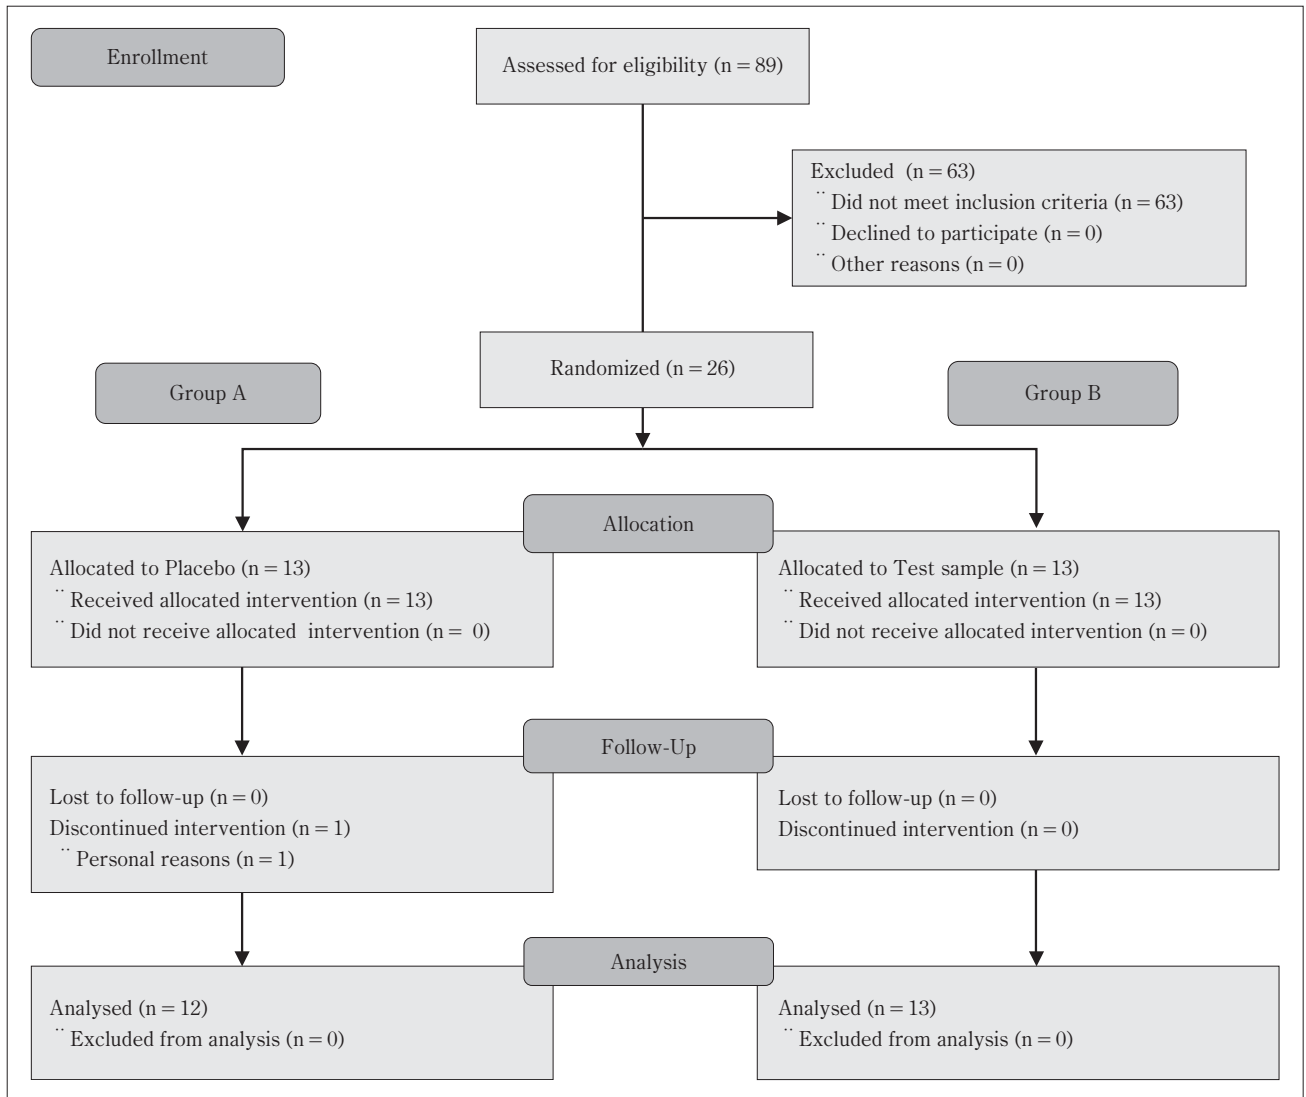 Enrollment
Assessed for eligibility (n = 89)
Excluded (n = 63)
¨ Did not meet inclusion criteria (n = 63)
¨ Declined to participate (n = 0)
¨ Other reasons (n = 0)
Randomized (n = 26)
Group A
Group B
Allocation
Allocated to Placebo (n = 13)
¨ Received allocated intervention (n = 13)
¨ Did not receive allocated intervention (n = 0)
Allocated to Test sample (n = 13)
¨ Received allocated intervention (n = 13)
¨ Did not receive allocated intervention (n = 0)
Follow-Up
Lost to follow-up (n = 0)
Discontinued intervention (n = 1)
¨ Personal reasons (n = 1)
Lost to follow-up (n = 0)
Discontinued intervention (n = 0)
Analysis
Analysed (n = 12)
¨ Excluded from analysis (n = 0)
Analysed (n = 13)
¨ Excluded from analysis (n = 0)